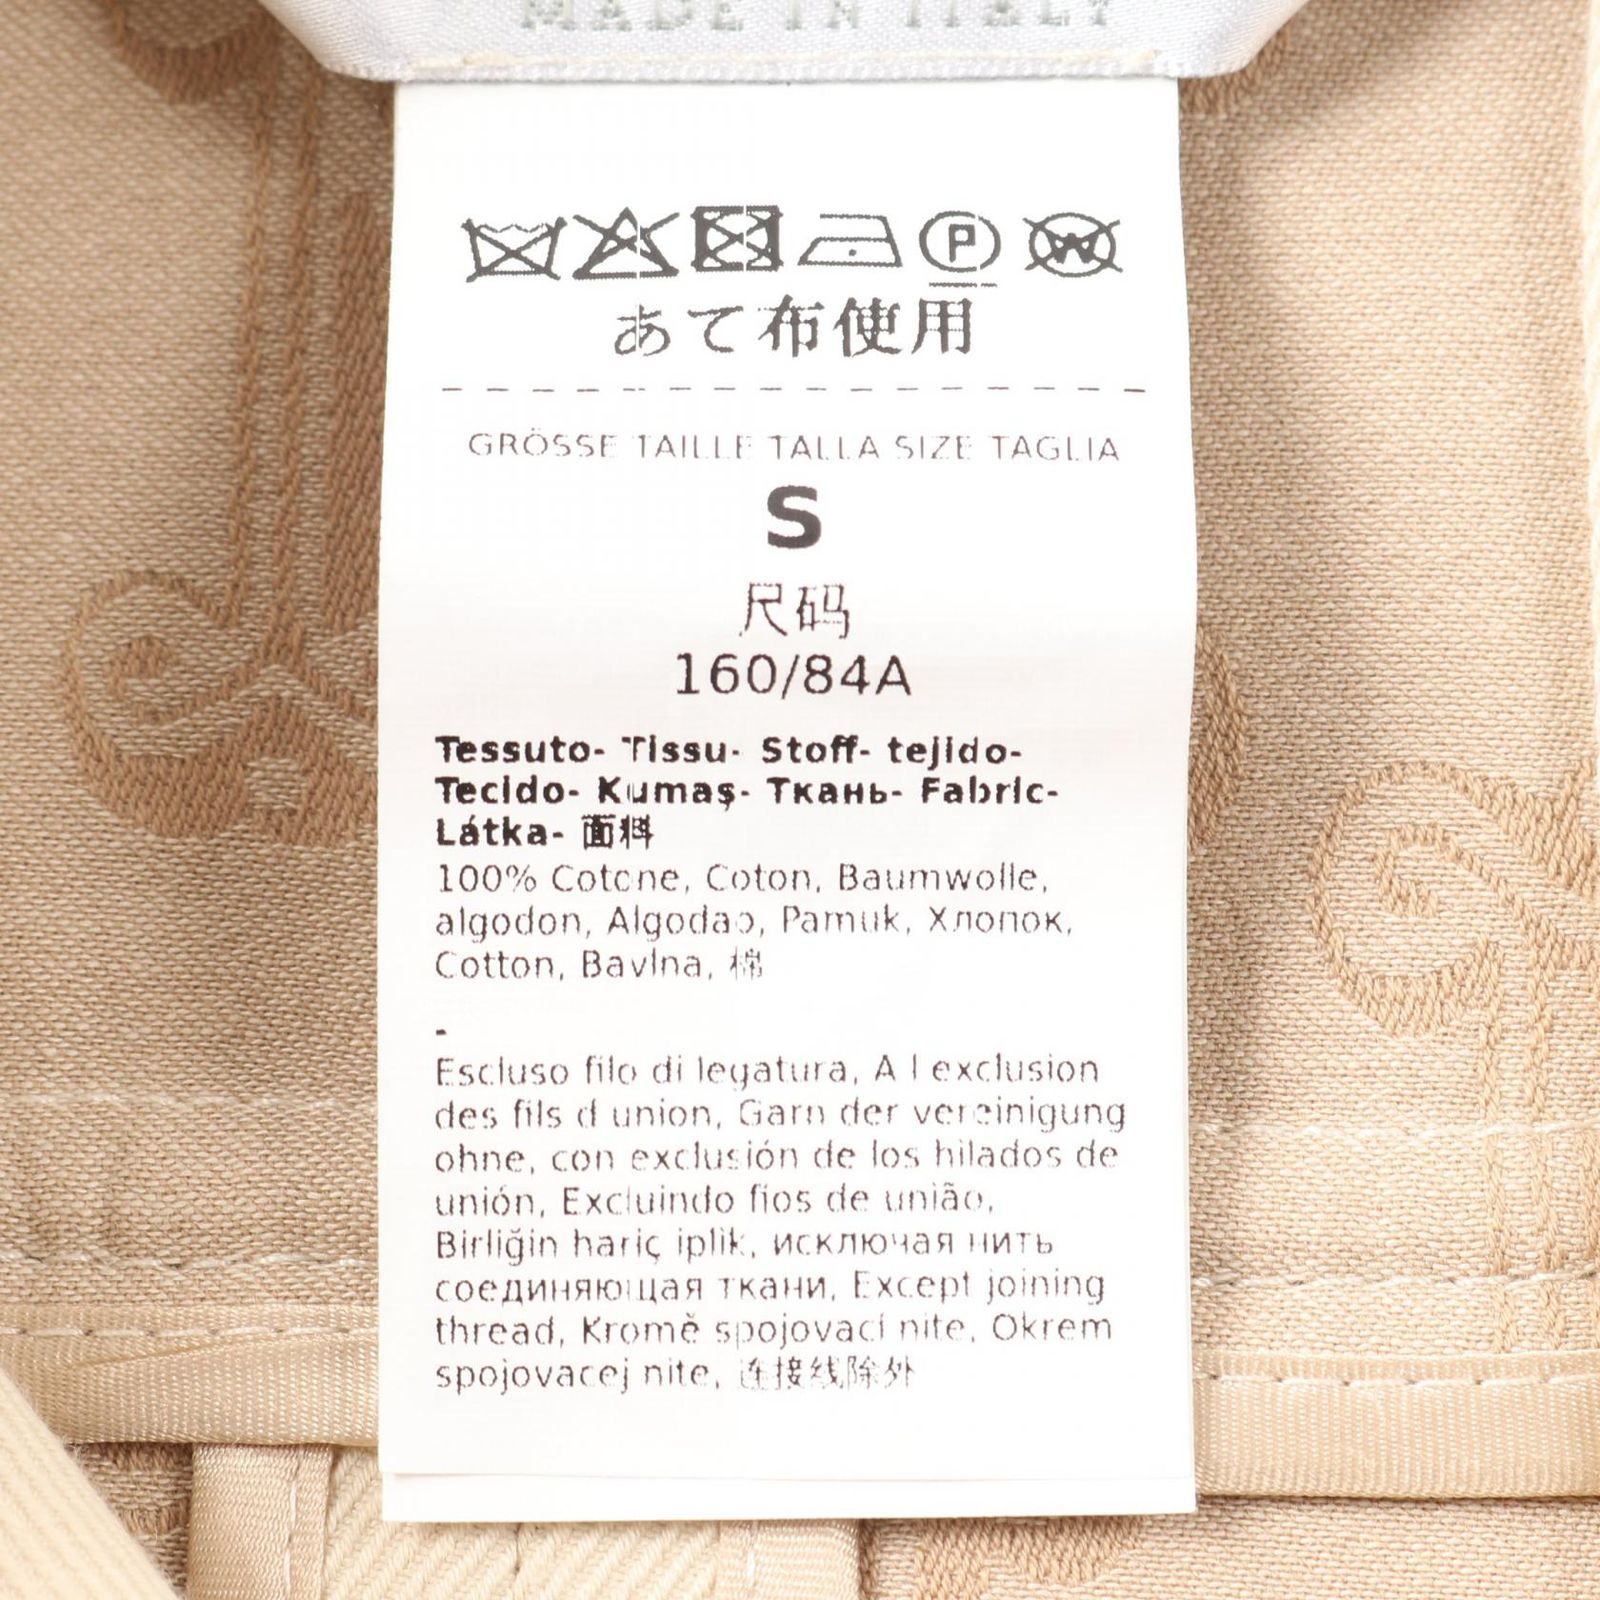 MADE IN ITALY
P
W
あて布使用
GRÖSSE TAILLE TALLA SIZE TAGLIA
S
尺码
160/84A
Tessuto- Tissu- Stoff- tejido-
Tecido- Kumaş- Ткань- Fabric-
Látka- 面料
100% Cotone, Coton, Baumwolle,
algodon, Algodao, Pamuk, Хлопок,
Cotton, Bavlna, 棉
-
Escluso filo di legatura, A l exclusion
des fils d union, Garn der vereinigung
ohne, con exclusión de los hilados de
unión, Excluindo fios de união,
Birliğin hariç iplik, исключая нить
соединяющая ткани, Except joining
thread, Kromě spojovací nite, Okrem
spojovacej nite, 连接线除外